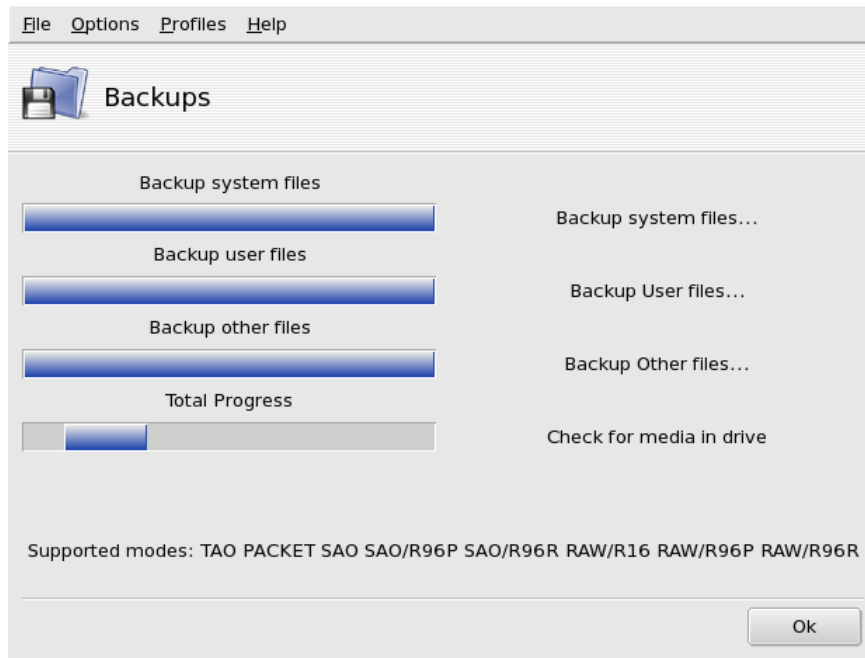 File Options Profiles Help
Backups
Backup system files
Backup system files...
Backup user files
Backup User files...
Backup other files
Backup Other files...
Total Progress
Check for media in drive
Supported modes: TAO PACKET SAO SAO/R96P SAO/R96R RAW/R16 RAW/R96P RAW/R96R
Ok